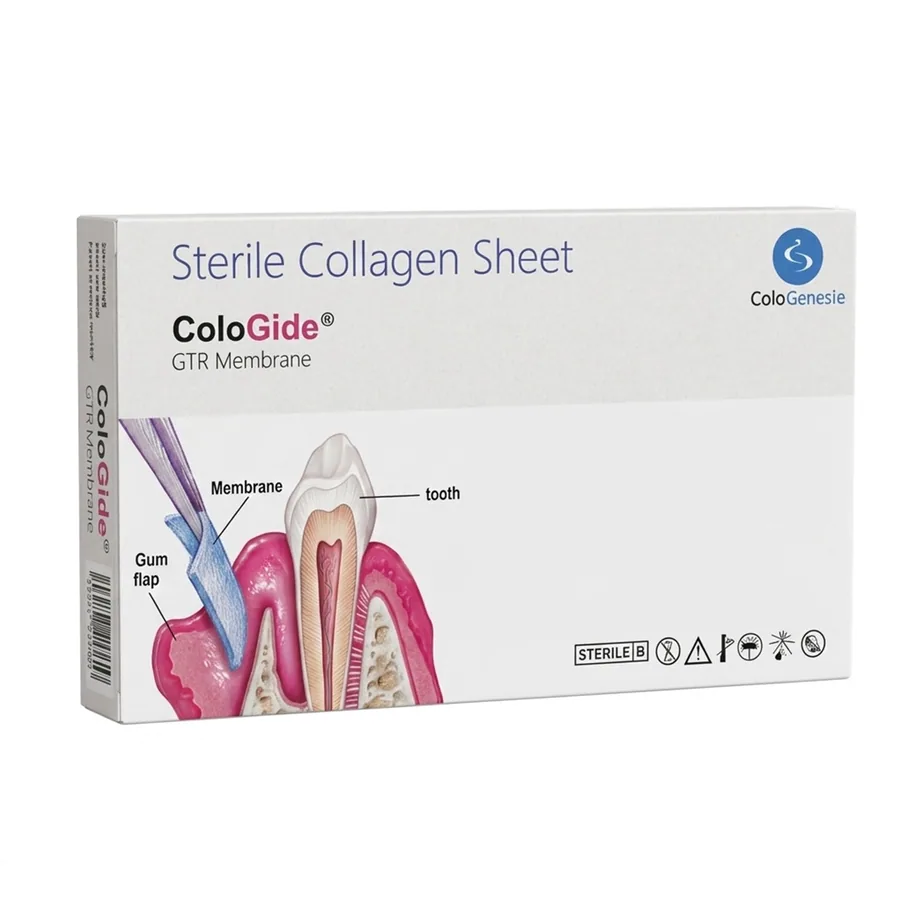 Sterile Collagen Sheet
ColoGenesie
ColoGide®
GTR Membrane
Membrane
tooth
Gum
flap
STERILE B
ColoGide®
GTR Membrane